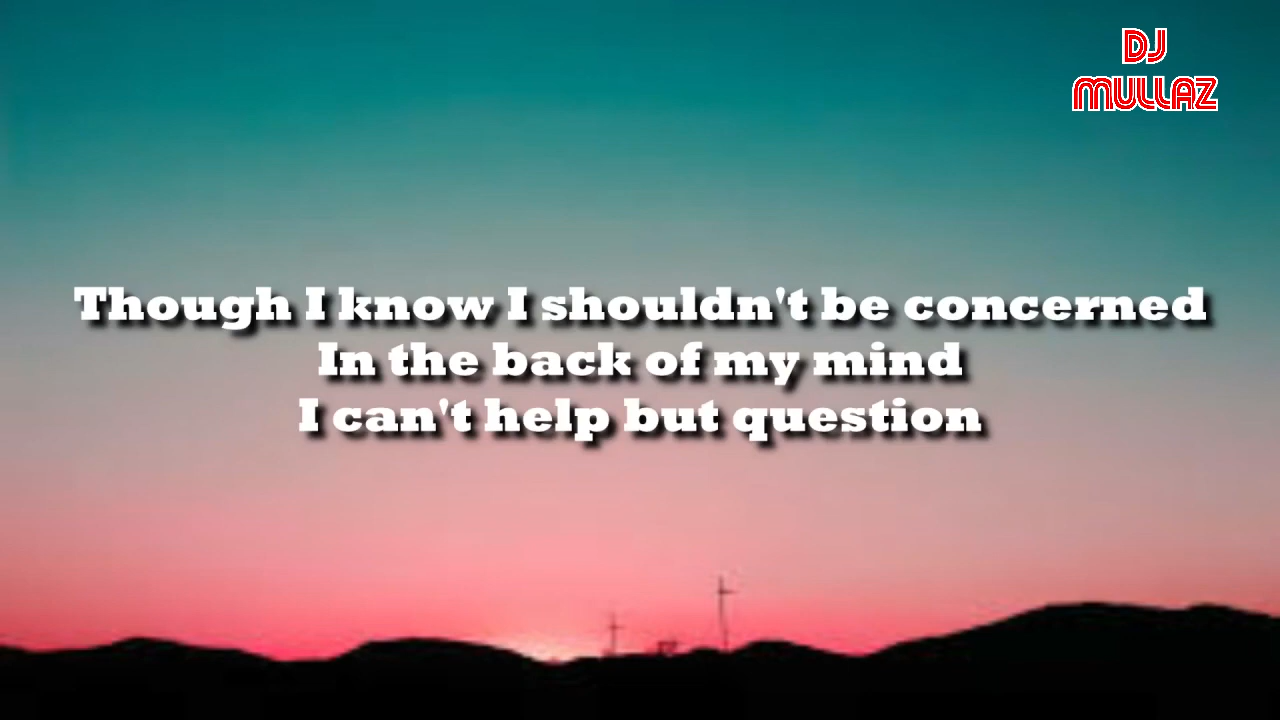 DJ
MULLAZ
Though I know I shouldn't be concerned
In the back of my mind
I can't help but question